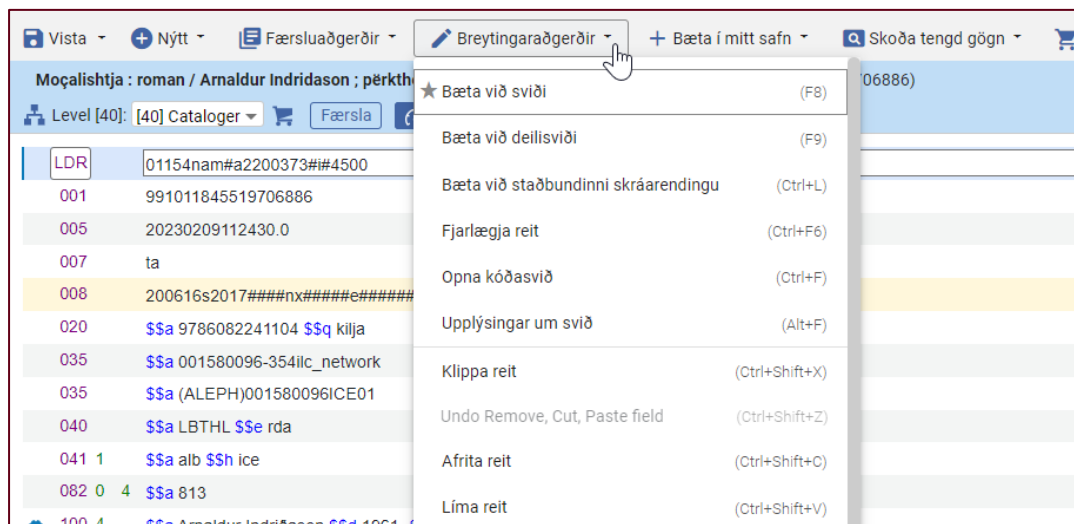 Vista Nýtt Færsluaðgerðir Breytingaraðgerðir Bæta í mitt safn Skoða tengd gögn
Moçalishtja : roman / Arnaldur Indridason ; përkth 06886)
Level [40]: [40] Cataloger Færsla
LDR 01154nam#a2200373#i#4500
001 991011845519706886
005 20230209112430.0
007 ta
008 200616s2017####nx#####e######
020 $$a 9786082241104 $$q kilja
035 $$a 001580096-354ilc_network
035 $$a (ALEPH)001580096ICE01
040 $$a LBTHL $$e rda
041 1 $$a alb $$h ice
082 0 4 $$a 813
100 4 $$a Arnaldur Indriðason $$d 1961-
Bæta við sviði (F8)
Bæta við deilisviði (F9)
Bæta við staðbundinni skráarendingu (Ctrl+L)
Fjarlægja reit (Ctrl+F6)
Opna kóðasvið (Ctrl+F)
Upplýsingar um svið (Alt+F)
Klippa reit (Ctrl+Shift+X)
Undo Remove, Cut, Paste field (Ctrl+Shift+Z)
Afrita reit (Ctrl+Shift+C)
Líma reit (Ctrl+Shift+V)